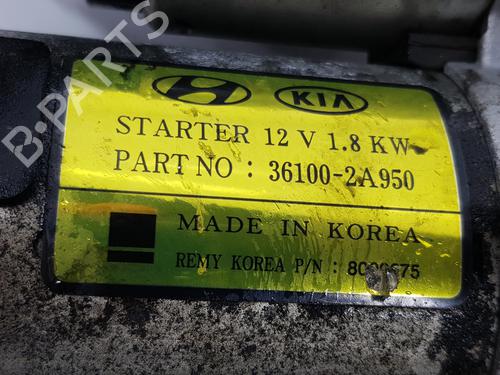 B-PARTS
KIA
STARTER 12 V 1.8 KW
PART NO : 36100-2A950
MADE IN KOREA
REMY KOREA P/N :